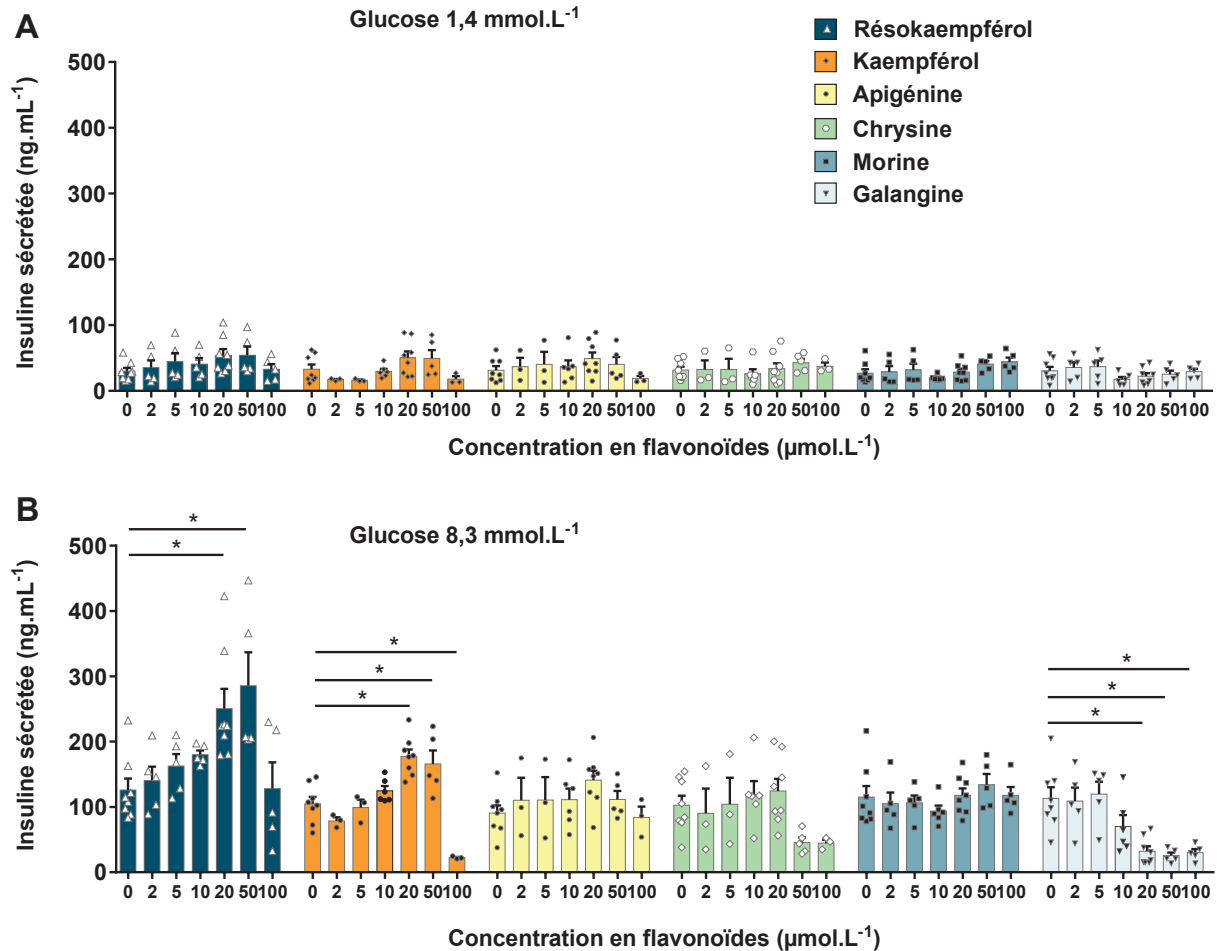 A
Glucose 1,4 mmol.L-1
Résokaempférol
Kaempférol
Apigénine
Chrysine
Morine
Galangine
Insuline sécrétée (ng.mL-1)
500
400
300
200
100
0
0 2 5 10 20 50 100 0 2 5 10 20 50 100 0 2 5 10 20 50 100 0 2 5 10 20 50 100 0 2 5 10 20 50 100 0 2 5 10 20 50 100
Concentration en flavonoïdes (µmol.L-1)
B
Glucose 8,3 mmol.L-1
Insuline sécrétée (ng.mL-1)
500
400
300
200
100
0
* *
* * *
* * *
0 2 5 10 20 50 100 0 2 5 10 20 50 100 0 2 5 10 20 50 100 0 2 5 10 20 50 100 0 2 5 10 20 50 100 0 2 5 10 20 50 100
Concentration en flavonoïdes (µmol.L-1)